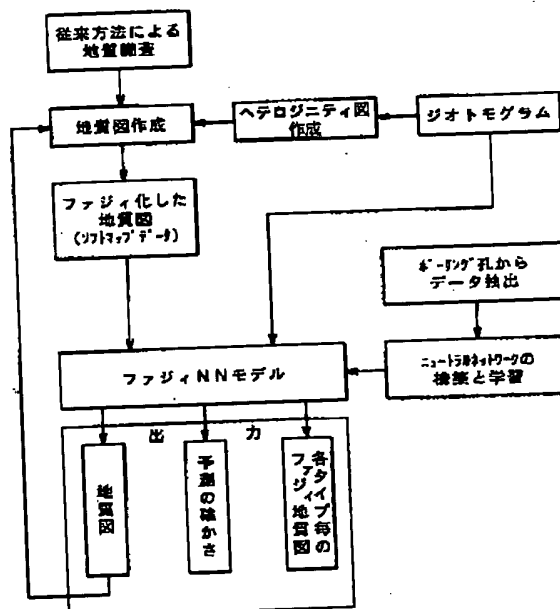 従来方法による
地質調査
地質図作成
ヘテロジニティ図
作成
ジオトモグラム
ファジィ化した
地質図
(ソフトマップデータ)
ボーリング孔から
データ抽出
ファジィNNモデル
ニュートラルネットワークの
構築と学習
出力
地質図
予測の確かさ
各タイプ毎の
ファジィ地質図